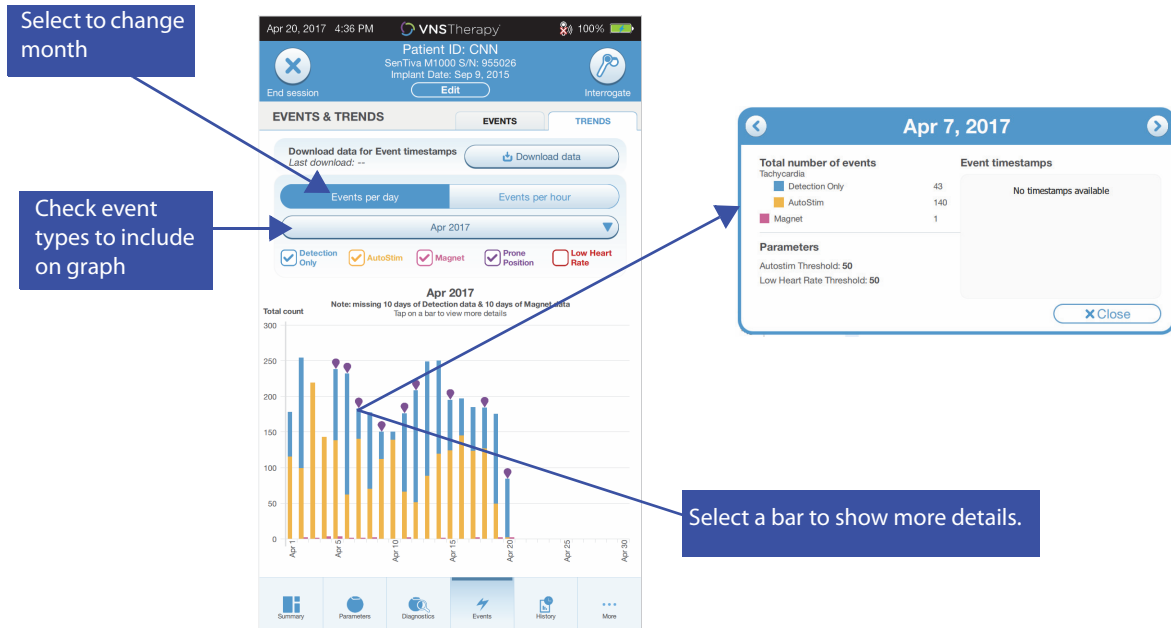 Select to change
month
Check event
types to include
on graph
Apr 20, 2017 4:36 PM
VNSTherapy
100%
Patient ID: CNN
SenTiva M1000 S/N: 955026
Implant Date: Sep 9, 2015
Edit
End session
Interrogate
EVENTS & TRENDS
EVENTS
TRENDS
Download data for Event timestamps
Last download: --
Download data
Events per day
Events per hour
Apr 2017
Detection
Only
AutoStim
Magnet
Prone
Position
Low Heart
Rate
Apr 2017
Note: missing 10 days of Detection data & 10 days of Magnet data
Tap on a bar to view more details
Total count
300
250
200
150
100
50
0
Apr 1
Apr 5
Apr 10
Apr 15
Apr 20
Apr 25
Apr 30
Summary
Parameters
Diagnostics
Events
History
More
Apr 7, 2017
Total number of events
Tachycardia
Detection Only 43
AutoStim 140
Magnet 1
Parameters
Autostim Threshold: 50
Low Heart Rate Threshold: 50
Event timestamps
No timestamps available
Close
Select a bar to show more details.